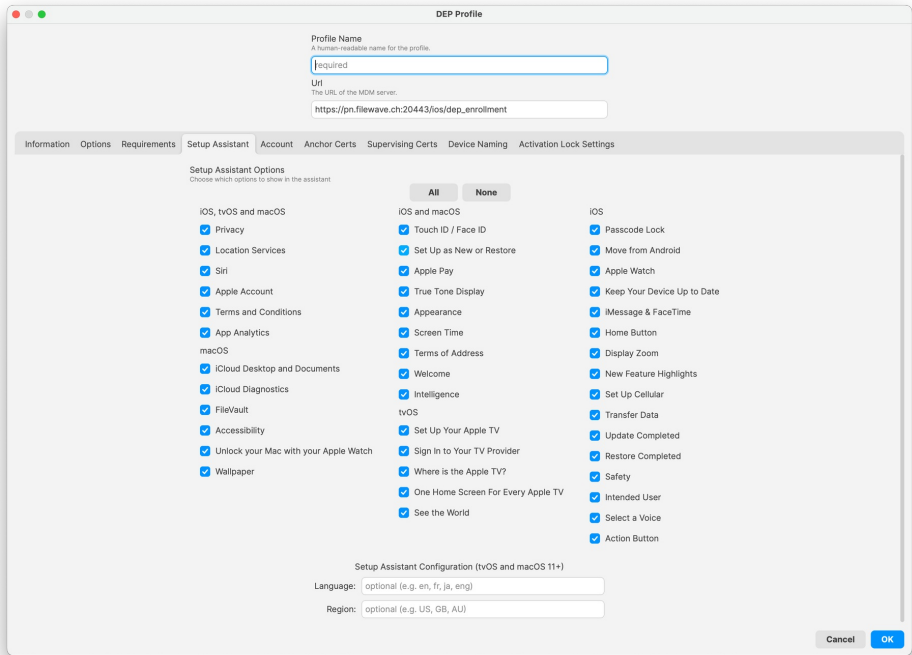 DEP Profile
Profile Name
A human-readable name for the profile.
required
Url
The URL of the MDM server.
https://pn.filewave.ch:20443/ios/dep_enrollment
Information Options Requirements Setup Assistant Account Anchor Certs Supervising Certs Device Naming Activation Lock Settings
Setup Assistant Options
Choose which options to show in the assistant
All None
iOS, tvOS and macOS
Privacy
Location Services
Siri
Apple Account
Terms and Conditions
App Analytics
macOS
iCloud Desktop and Documents
iCloud Diagnostics
FileVault
Accessibility
Unlock your Mac with your Apple Watch
Wallpaper
iOS and macOS
Touch ID / Face ID
Set Up as New or Restore
Apple Pay
True Tone Display
Appearance
Screen Time
Terms of Address
Welcome
Intelligence
tvOS
Set Up Your Apple TV
Sign In to Your TV Provider
Where is the Apple TV?
One Home Screen For Every Apple TV
See the World
iOS
Passcode Lock
Move from Android
Apple Watch
Keep Your Device Up to Date
iMessage & FaceTime
Home Button
Display Zoom
New Feature Highlights
Set Up Cellular
Transfer Data
Update Completed
Restore Completed
Safety
Intended User
Select a Voice
Action Button
Setup Assistant Configuration (tvOS and macOS 11+)
Language: optional (e.g. en, fr, ja, eng)
Region: optional (e.g. US, GB, AU)
Cancel OK